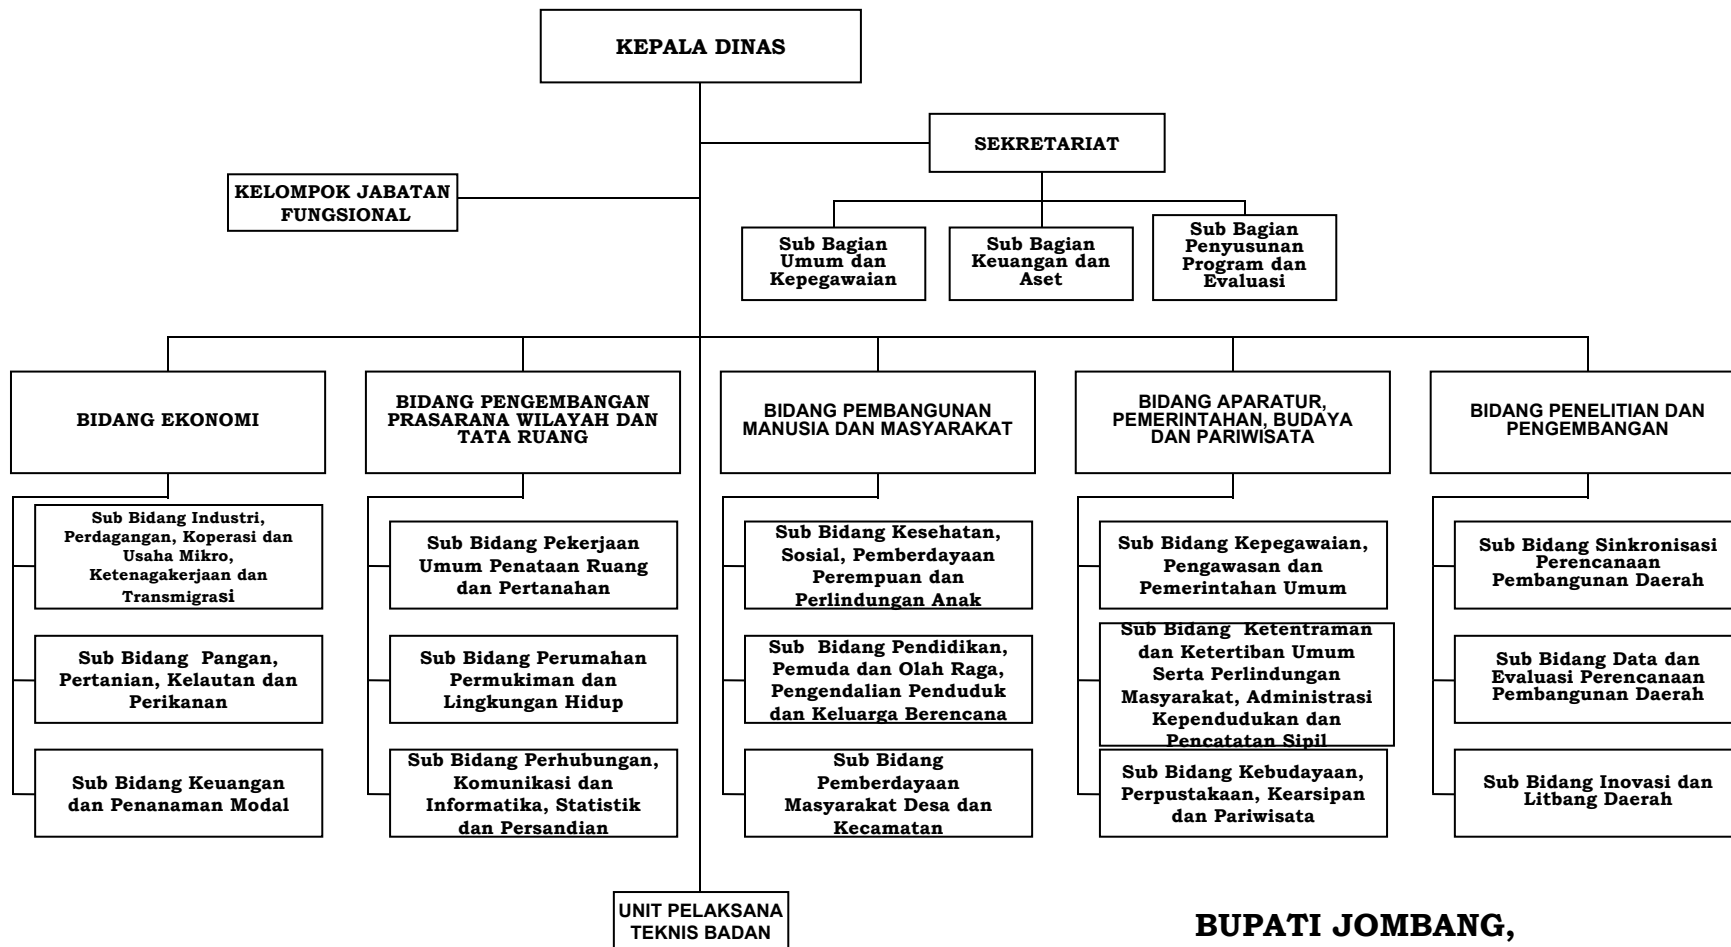 KEPALA DINAS
SEKRETARIAT
KELOMPOK JABATAN
FUNGSIONAL
Sub Bagian
Umum dan
Kepegawaian
Sub Bagian
Keuangan dan
Aset
Sub Bagian
Penyusunan
Program dan
Evaluasi
BIDANG EKONOMI
BIDANG PENGEMBANGAN
PRASARANA WILAYAH DAN
TATA RUANG
BIDANG PEMBANGUNAN
MANUSIA DAN MASYARAKAT
BIDANG APARATUR,
PEMERINTAHAN, BUDAYA
DAN PARIWISATA
BIDANG PENELITIAN DAN
PENGEMBANGAN
Sub Bidang Industri,
Perdagangan, Koperasi dan
Usaha Mikro,
Ketenagakerjaan dan
Transmigrasi
Sub Bidang Pekerjaan
Umum Penataan Ruang
dan Pertanahan
Sub Bidang Kesehatan,
Sosial, Pemberdayaan
Perempuan dan
Perlindungan Anak
Sub Bidang Kepegawaian,
Pengawasan dan
Pemerintahan Umum
Sub Bidang Sinkronisasi
Perencanaan
Pembangunan Daerah
Sub Bidang Pangan,
Pertanian, Kelautan dan
Perikanan
Sub Bidang Perumahan
Permukiman dan
Lingkungan Hidup
Sub Bidang Pendidikan,
Pemuda dan Olah Raga,
Pengendalian Penduduk
dan Keluarga Berencana
Sub Bidang Ketentraman
dan Ketertiban Umum
Serta Perlindungan
Masyarakat, Administrasi
Kependudukan dan
Pencatatan Sipil
Sub Bidang Data dan
Evaluasi Perencanaan
Pembangunan Daerah
Sub Bidang Keuangan
dan Penanaman Modal
Sub Bidang Perhubungan,
Komunikasi dan
Informatika, Statistik
dan Persandian
Sub Bidang
Pemberdayaan
Masyarakat Desa dan
Kecamatan
Sub Bidang Kebudayaan,
Perpustakaan, Kearsipan
dan Pariwisata
Sub Bidang Inovasi dan
Litbang Daerah
UNIT PELAKSANA
TEKNIS BADAN
BUPATI JOMBANG,